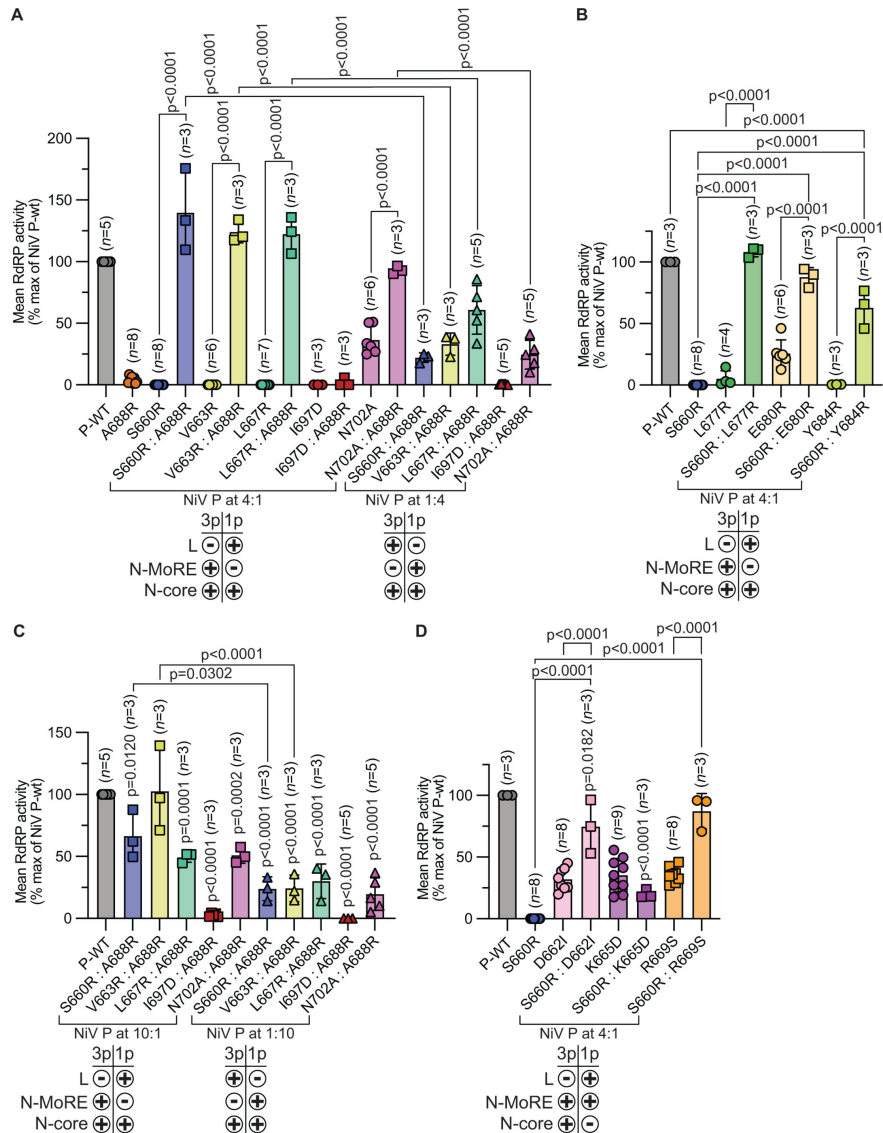 A
p<0.0001
p<0.0001
p<0.0001
p<0.0001
p<0.0001
p<0.0001
p<0.0001
p<0.0001
Mean RdRP activity
(% max of NiV P-wt)
200
150
100
50
0
(n=5)
(n=8)
(n=8)
(n=3)
(n=6)
(n=3)
(n=7)
(n=3)
(n=3)
(n=3)
(n=6)
(n=3)
(n=3)
(n=3)
(n=5)
(n=5)
(n=5)
P-WT
A688R
S660R
S660R : A688R
V663R
V663R : A688R
L667R
L667R : A688R
I697D
I697D : A688R
N702A
N702A : A688R
S660R : A688R
V663R : A688R
L667R : A688R
I697D : A688R
N702A : A688R
NiV P at 4:1
NiV P at 1:4
3p 1p
3p 1p
L - + + -
N-MoRE + - - +
N-core + + + +
B
p<0.0001
p<0.0001
p<0.0001
p<0.0001
p<0.0001
p<0.0001
p<0.0001
Mean RdRP activity
(% max of NiV P-wt)
100
50
0
(n=3)
(n=8)
(n=4)
(n=3)
(n=6)
(n=3)
(n=3)
(n=3)
P-WT
S660R
L677R
S660R : L677R
E680R
S660R : E680R
Y684R
S660R : Y684R
NiV P at 4:1
3p 1p
L - +
N-MoRE + -
N-core + +
C
p<0.0001
p=0.0302
Mean RdRP activity
(% max of NiV P-wt)
150
100
50
0
(n=5)
p=0.0120 (n=3)
(n=3)
p<0.0001 (n=3)
p<0.0001 (n=3)
p=0.0002 (n=3)
p<0.0001 (n=3)
p<0.0001 (n=3)
p<0.0001 (n=3)
p<0.0001 (n=5)
p<0.0001 (n=5)
P-WT
S660R : A688R
V663R : A688R
L667R : A688R
I697D : A688R
N702A : A688R
S660R : A688R
V663R : A688R
L667R : A688R
I697D : A688R
N702A : A688R
NiV P at 10:1
NiV P at 1:10
3p 1p
3p 1p
L - + + -
N-MoRE + - - +
N-core + + + +
D
p<0.0001
p<0.0001
p<0.0001
p<0.0001
Mean RdRP activity
(% max of NiV P-wt)
100
50
0
(n=3)
(n=8)
(n=8)
p=0.0182 (n=3)
(n=9)
p<0.0001 (n=3)
(n=8)
(n=3)
P-WT
S660R
D662I
S660R : D662I
K665D
S660R : K665D
R669S
S660R : R669S
NiV P at 4:1
3p 1p
L - +
N-MoRE + +
N-core + -